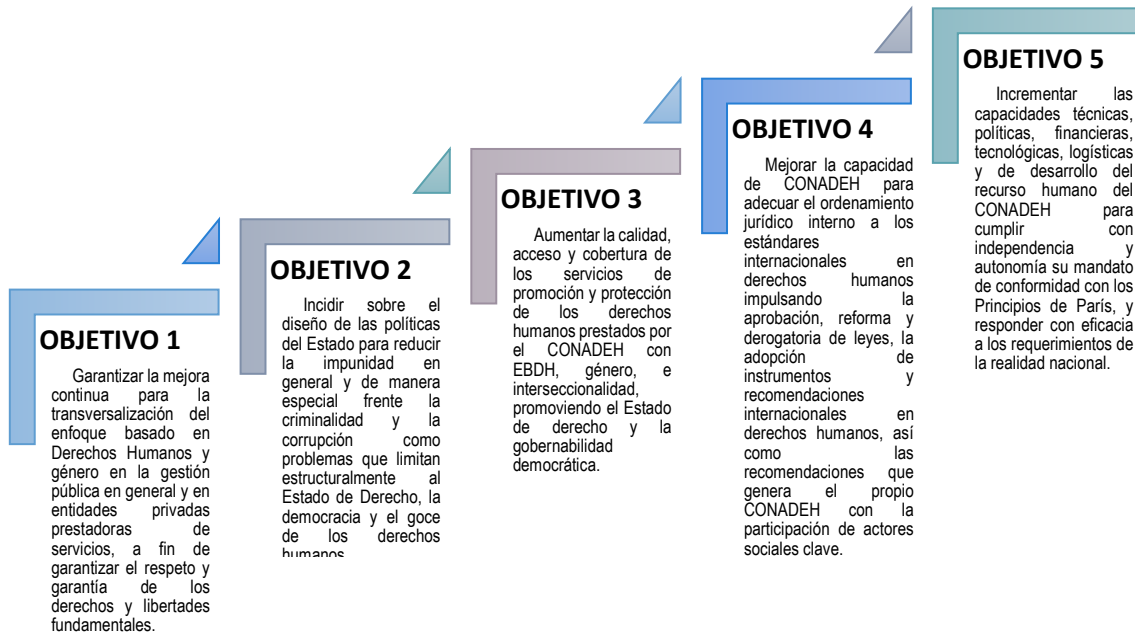 OBJETIVO 1
Garantizar la mejora
continua para la
transversalización del
enfoque basado en
Derechos Humanos y
género en la gestión
pública en general y en
entidades privadas
prestadoras de
servicios, a fin de
garantizar el respeto y
garantía de los
derechos y libertades
fundamentales.
OBJETIVO 2
Incidir sobre el
diseño de las políticas
del Estado para reducir
la impunidad en
general y de manera
especial frente la
criminalidad y la
corrupción como
problemas que limitan
estructuralmente al
Estado de Derecho, la
democracia y el goce
de los derechos
humanos
OBJETIVO 3
Aumentar la calidad,
acceso y cobertura de
los servicios de
promoción y protección
de los derechos
humanos prestados por
el CONADEH con
EBDH, género, e
interseccionalidad,
promoviendo el Estado
de derecho y la
gobernabilidad
democrática.
OBJETIVO 4
Mejorar la capacidad
de CONADEH para
adecuar el ordenamiento
jurídico interno a los
estándares
internacionales en
derechos humanos
impulsando la
aprobación, reforma y
derogatoria de leyes, la
adopción de
instrumentos y
recomendaciones
internacionales en
derechos humanos, así
como las
recomendaciones que
genera el propio
CONADEH con la
participación de actores
sociales clave.
OBJETIVO 5
Incrementar las
capacidades técnicas,
políticas, financieras,
tecnológicas, logísticas
y de desarrollo del
recurso humano del
CONADEH para
cumplir con
independencia y
autonomía su mandato
de conformidad con los
Principios de París, y
responder con eficacia
a los requerimientos de
la realidad nacional.